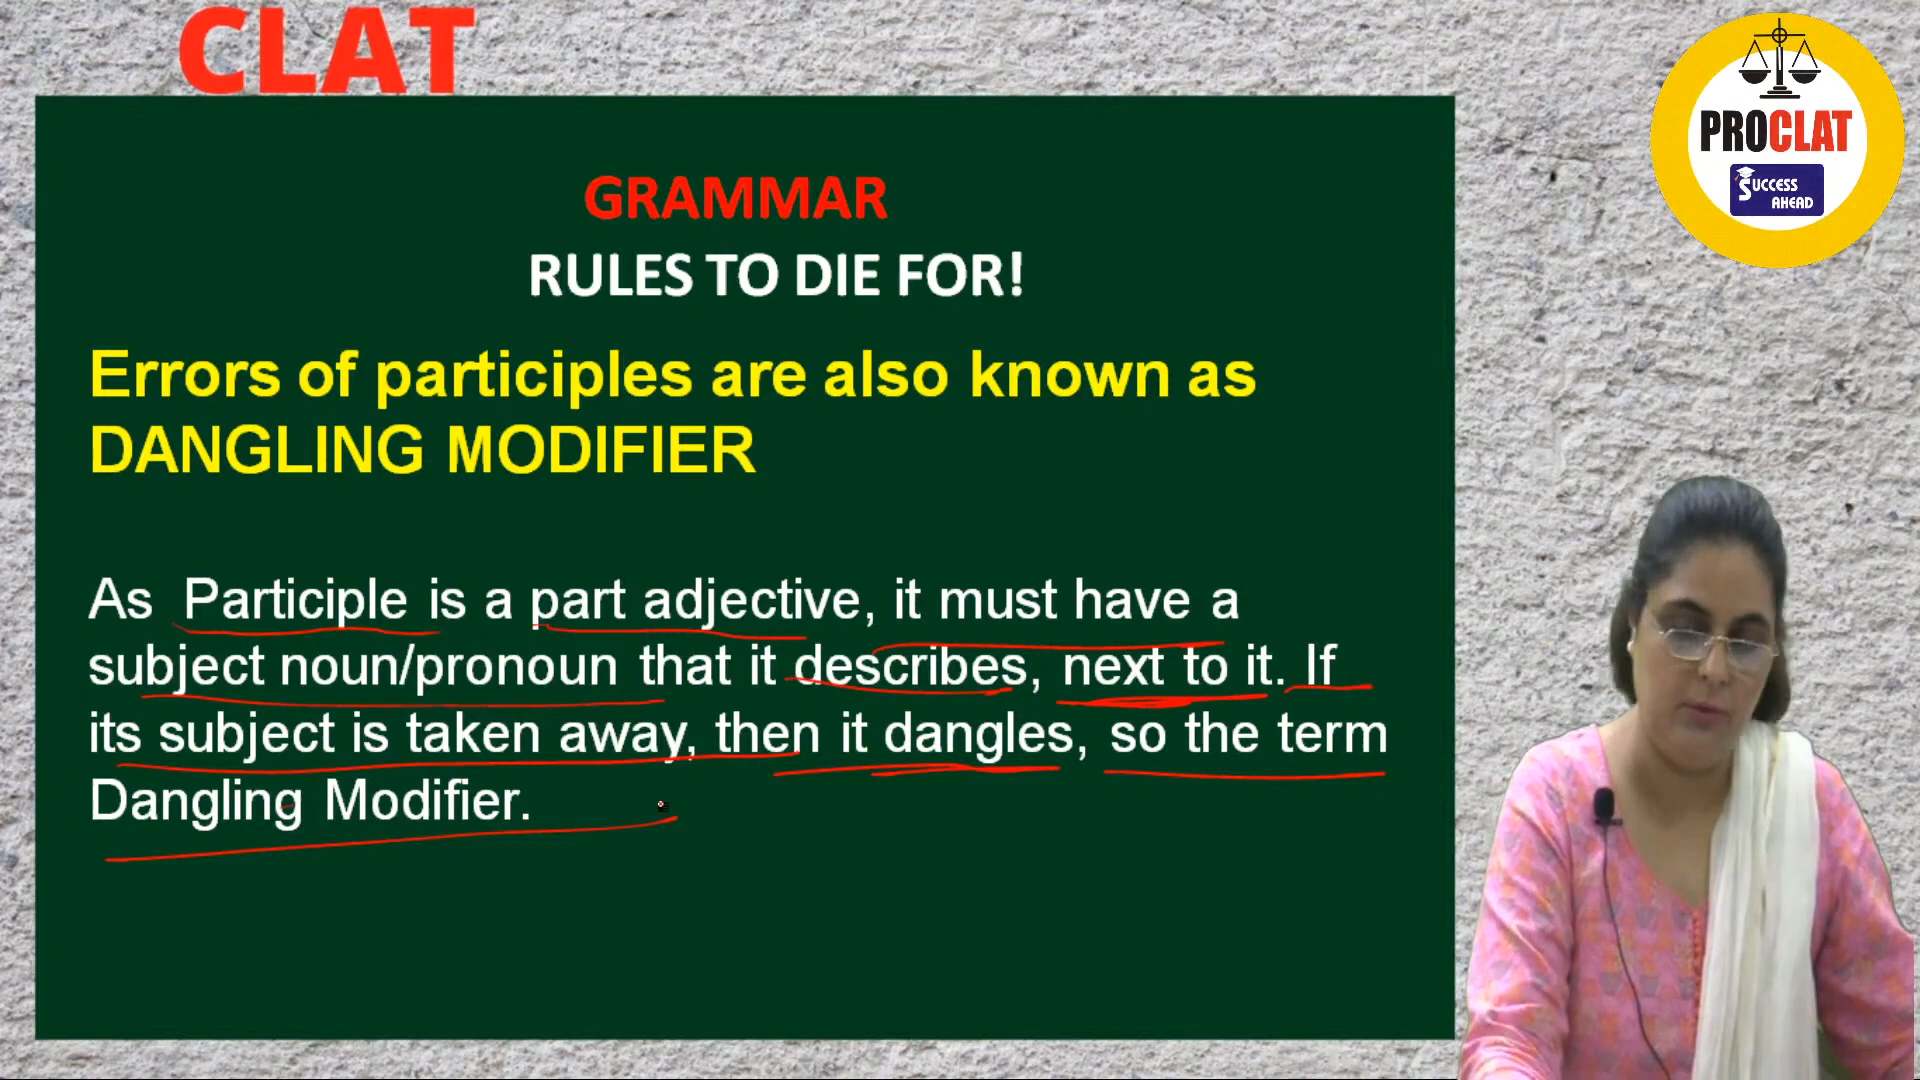 CLAT
PROCLAT
SUCCESS
AHEAD
GRAMMAR
RULES TO DIE FOR!
Errors of participles are also known as
DANGLING MODIFIER
As Participle is a part adjective, it must have a
subject noun/pronoun that it describes, next to it. If
its subject is taken away, then it dangles, so the term
Dangling Modifier.